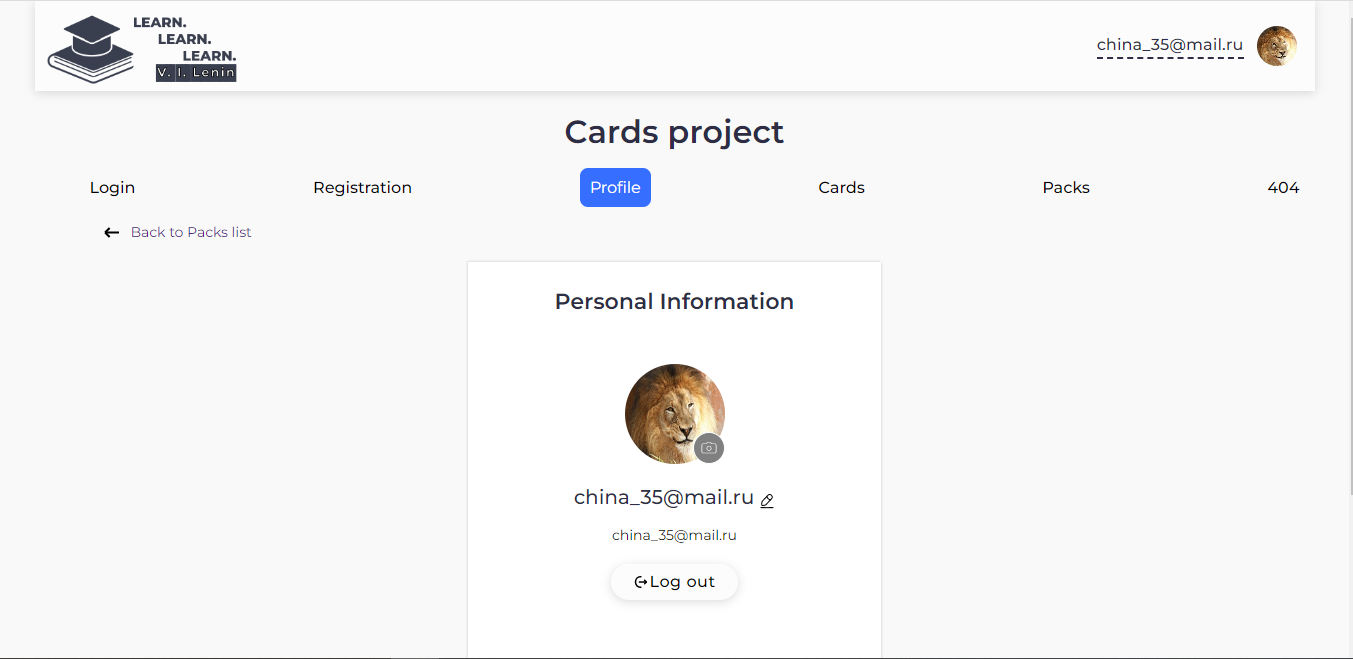 LEARN.
LEARN.
LEARN.
V. I. Lenin
china_35@mail.ru
Cards project
Login Registration Profile Cards Packs 404
Back to Packs list
Personal Information
china_35@mail.ru
china_35@mail.ru
Log out